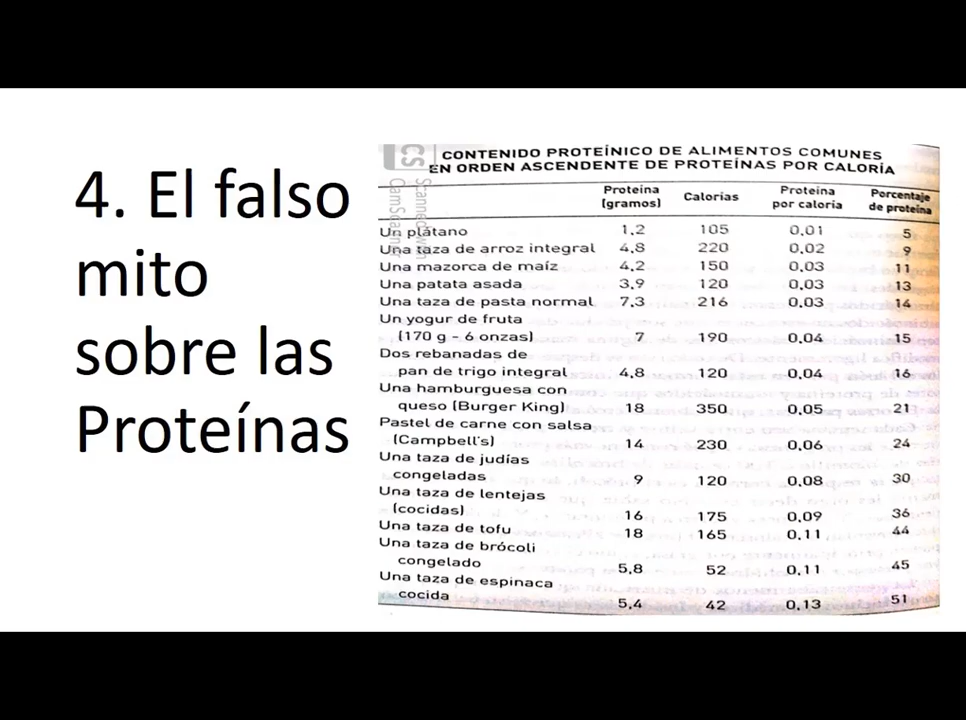 4. El falso
mito
sobre las
Proteínas
CS
Scanned with
CamScanner
CONTENIDO PROTEÍNICO DE ALIMENTOS COMUNES
EN ORDEN ASCENDENTE DE PROTEÍNAS POR CALORÍA
Proteína (gramos) Calorías Proteína por caloria Porcentaje de proteína
Un plátano 1,2 105 0,01 5
Una taza de arroz integral 4,8 220 0,02 9
Una mazorca de maíz 4,2 150 0,03 11
Una patata asada 3,9 120 0,03 13
Una taza de pasta normal 7,3 216 0,03 14
Un yogur de fruta
(170 g - 6 onzas) 7 190 0,04 15
Dos rebanadas de
pan de trigo integral 4,8 120 0,04 16
Una hamburguesa con
queso (Burger King) 18 350 0,05 21
Pastel de carne con salsa
(Campbell's) 14 230 0,06 24
Una taza de judías
congeladas 9 120 0,08 30
Una taza de lentejas
(cocidas) 16 175 0,09 36
Una taza de tofu 18 165 0,11 44
Una taza de brócoli
congelado 5,8 52 0,11 45
Una taza de espinaca
cocida 5,4 42 0,13 51